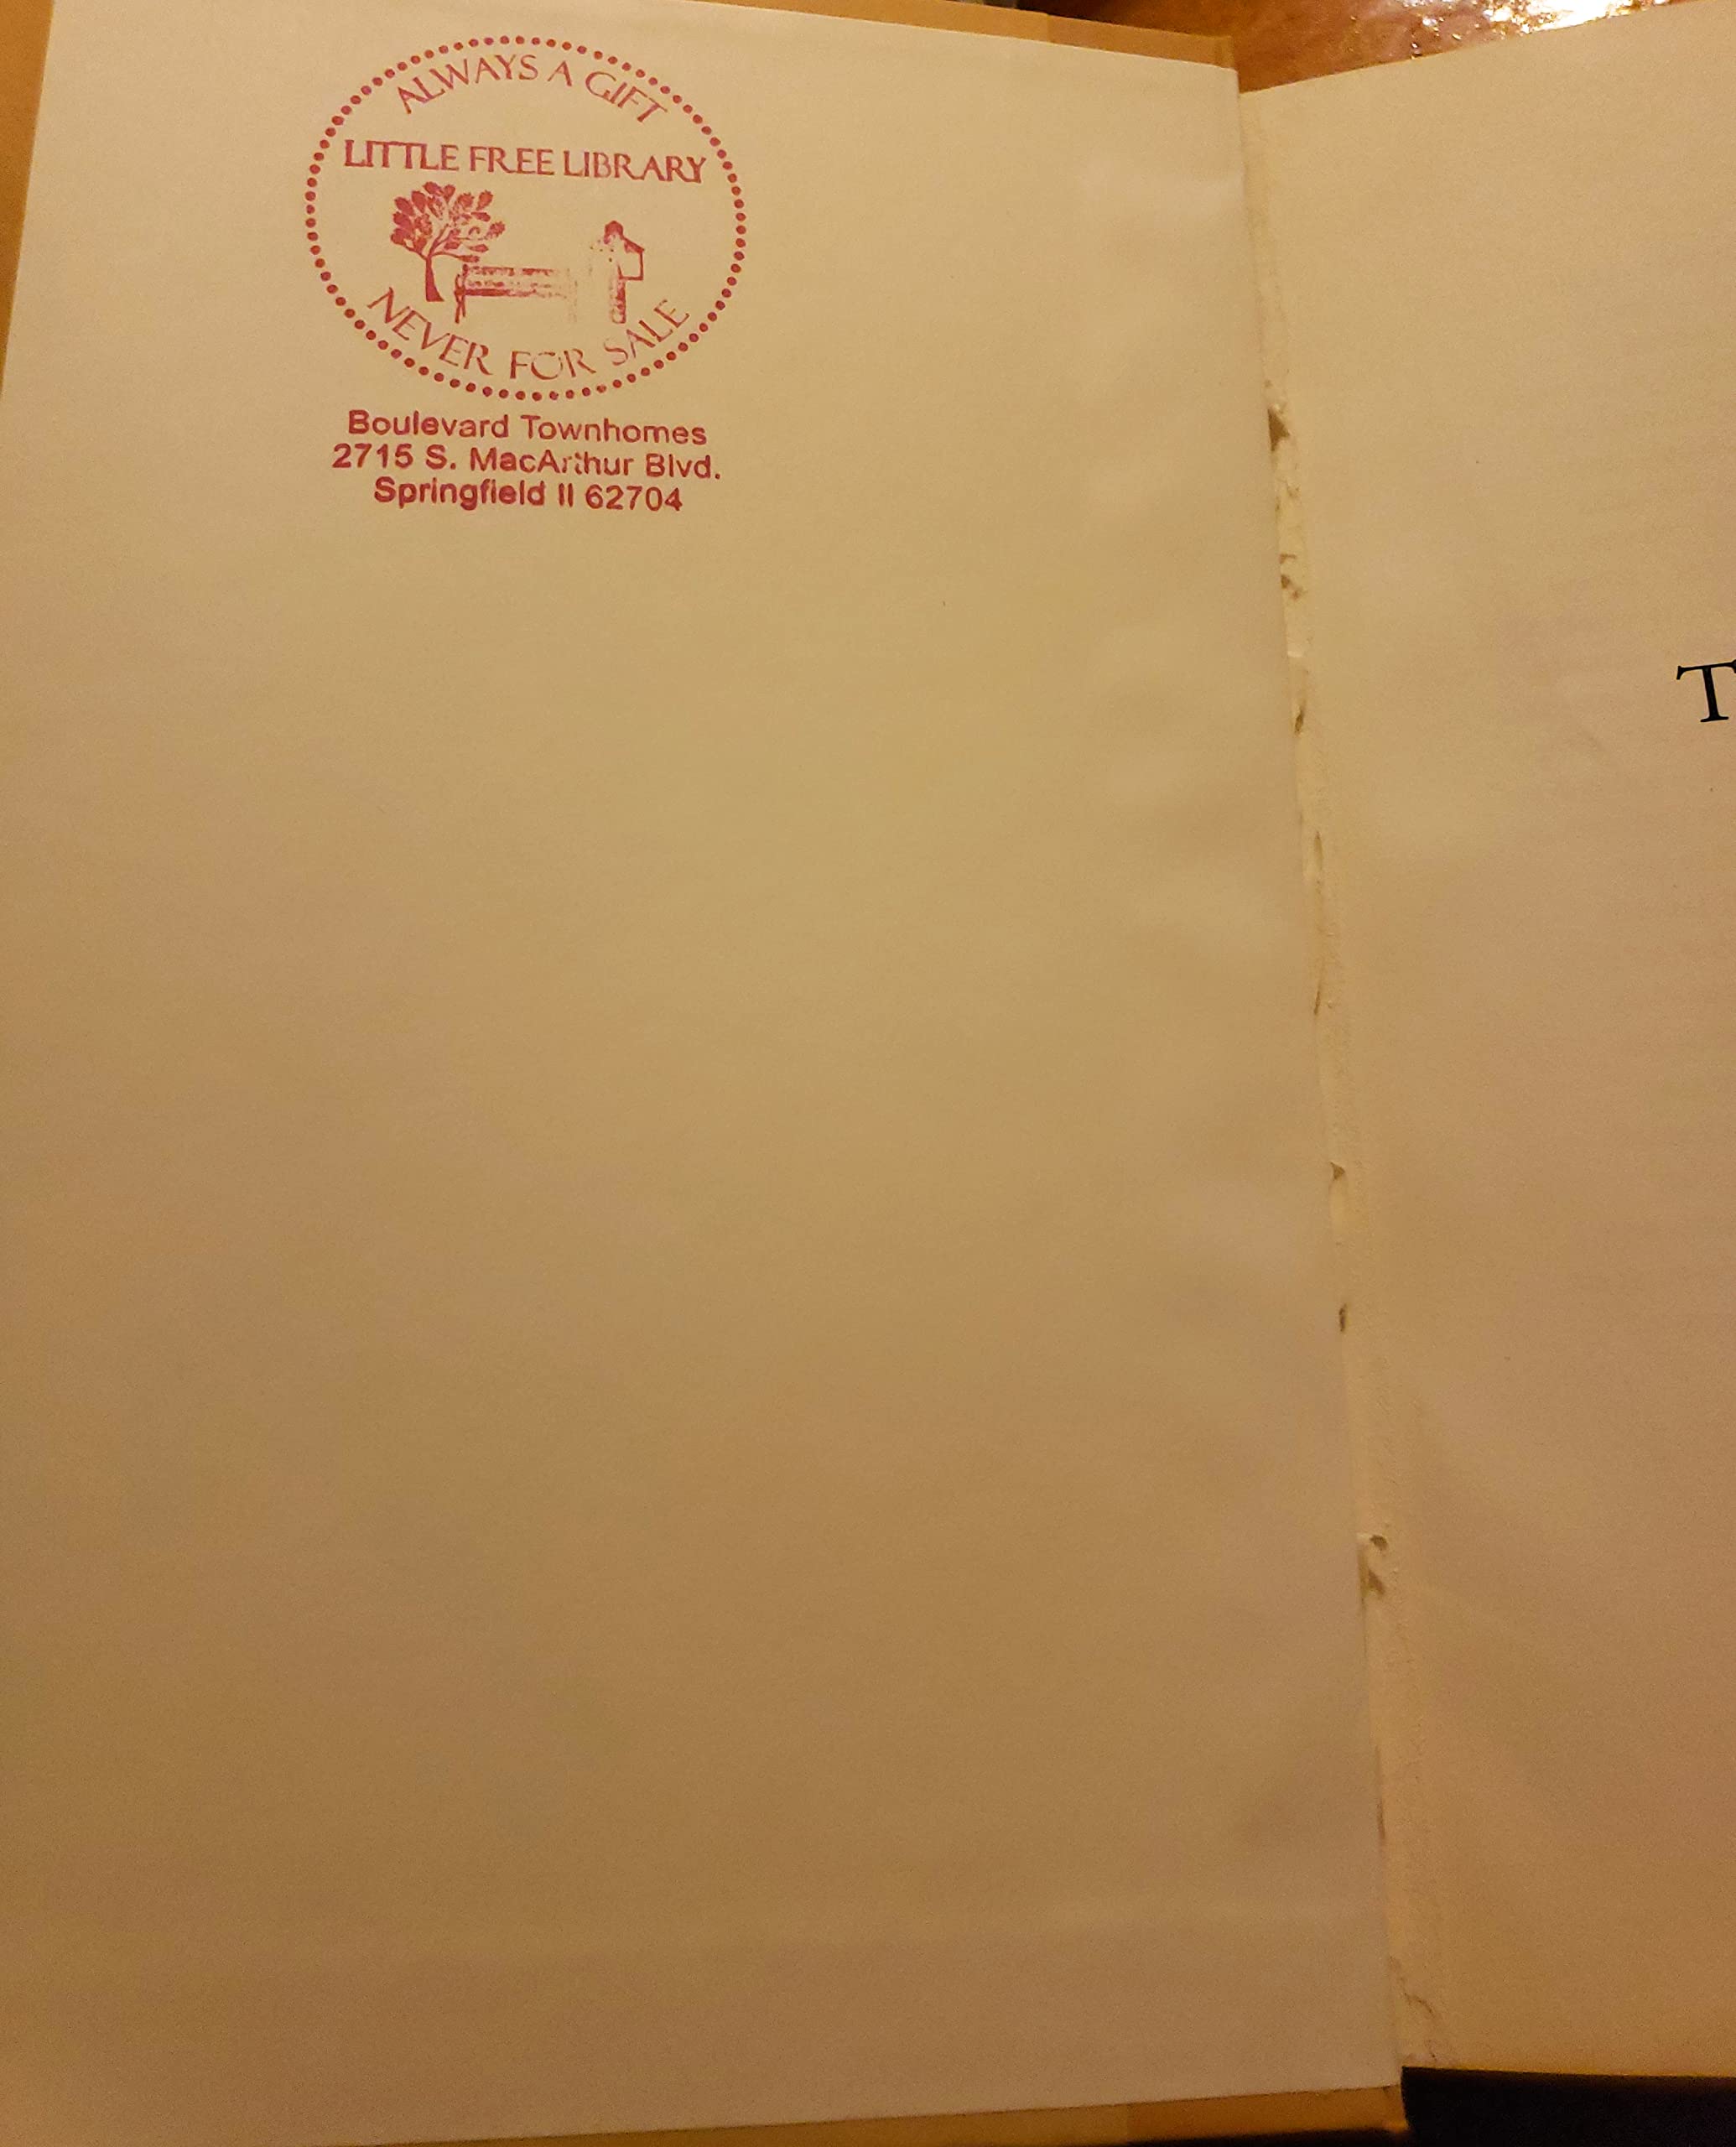 ALWAYS A GIFT
LITTLE FREE LIBRARY
NEVER FOR SALE
Boulevard Townhomes
2715 S. MacArthur Blvd.
Springfield Il 62704
T